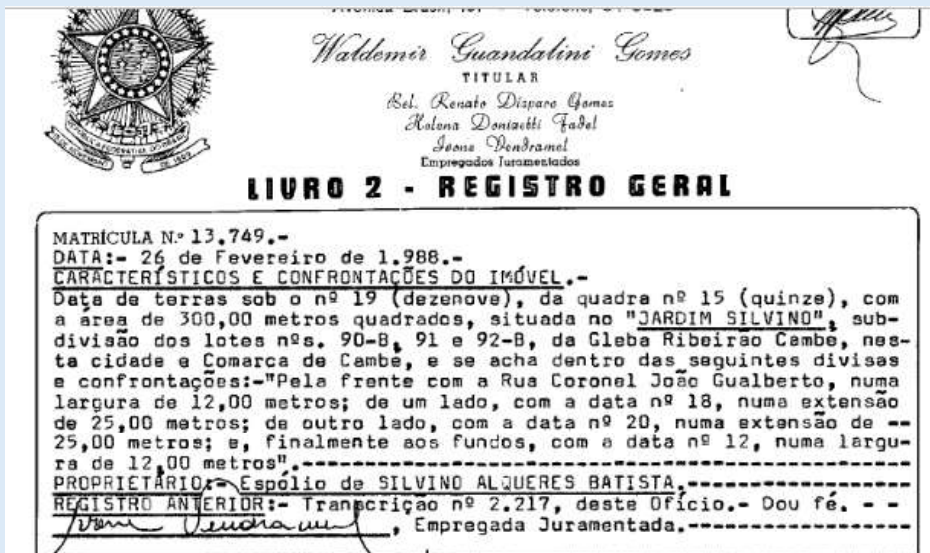 Waldemir Guandalini Gomes
TITULAR
Bel. Renato Disparo Gomes
Helena Donizetti Fadel
Ivone Vendramel
Empregados Juramentados
LIVRO 2 - REGISTRO GERAL
MATRÍCULA N.º 13.749.-
DATA:- 26 de Fevereiro de 1.988.-
CARACTERÍSTICOS E CONFRONTAÇÕES DO IMÓVEL.-
Data de terras sob o nº 19 (dezenove), da quadra nº 15 (quinze), com
a área de 300,00 metros quadrados, situada no "JARDIM SILVINO", sub-
divisão dos lotes nºs. 90-B, 91 e 92-B, da Gleba Ribeirão Cambe, nes-
ta cidade e Comarca de Cambe, e se acha dentro das seguintes divisas
e confrontações:-"Pela frente com a Rua Coronel João Gualberto, numa
largura de 12,00 metros; de um lado, com a data nº 18, numa extensão
de 25,00 metros; de outro lado, com a data nº 20, numa extensão de --
25,00 metros; e, finalmente aos fundos, com a data nº 12, numa largu-
ra de 12,00 metros".-----------------------------------------
PROPRIETÁRIO:- Espólio de SILVINO ALQUERES BATISTA.---------------
REGISTRO ANTERIOR:- Transcrição nº 2.217, deste Ofício.- Dou fé. - -
Ivone Vendramel, Empregada Juramentada.---------------